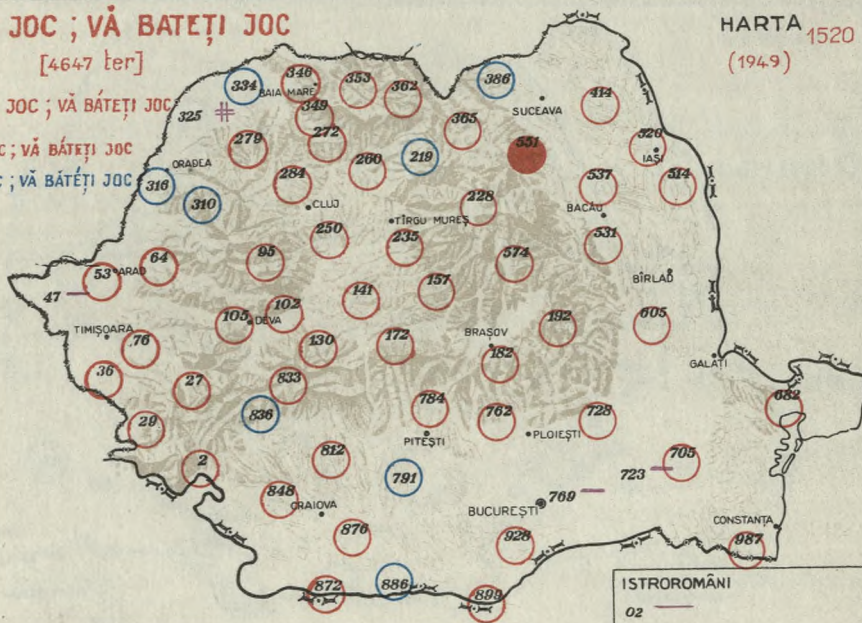 JOC ; VĂ BATEȚI JOC
[4647 ter]
HARTA 1520
(1949)
JOC ; VĂ BÁTEȚI JOC
; VĂ BÁTEȚI JOC
; VĂ BĂTÉȚI JOC
334
346
BAIA MARE
353
362
386
SUCEAVA
414
325
349
279
272
365
551
320
IAȘI
ORADEA
260
219
316
284
537
514
310
CLUJ
228
BACĂU
TÎRGU MUREȘ
250
235
531
64
95
574
53
ARAD
BÎRLAD
47
157
141
102
105
DEVA
192
605
TIMIȘOARA
76
130
172
BRAȘOV
182
GALAȚI
36
27
833
784
762
728
682
29
836
PITEȘTI
PLOIEȘTI
2
812
791
723
705
848
CRAIOVA
769
BUCUREȘTI
876
928
CONSTANȚA
987
872
886
899
ISTROROMÂNI
02